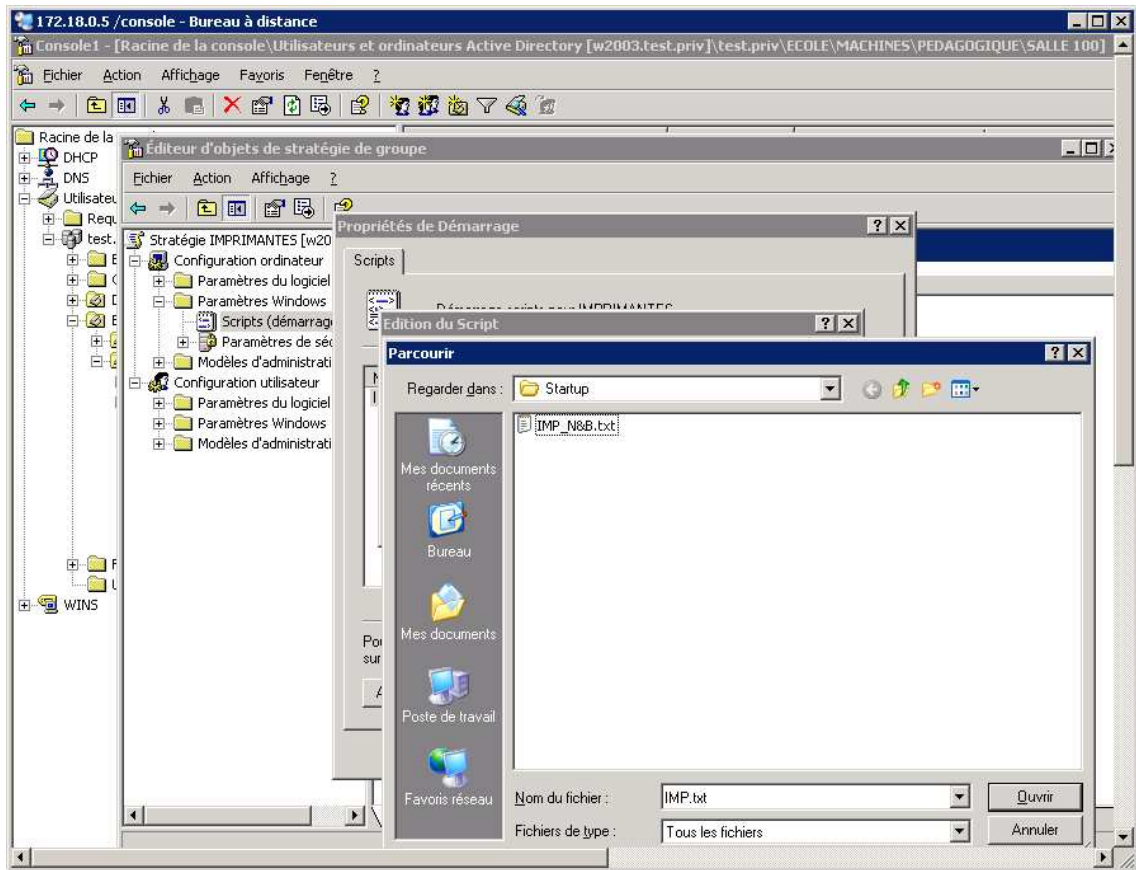 172.18.0.5 /console - Bureau à distance
Console1 - [Racine de la console\Utilisateurs et ordinateurs Active Directory [w2003.test.priv]\test.priv\ECOLE\MACHINES\PEDAGOGIQUE\SALLE 100]
Fichier Action Affichage Favoris Fenêtre ?
Racine de la
DHCP
DNS
Utilisateu
Requ
test.
WINS
Éditeur d'objets de stratégie de groupe
Fichier Action Affichage ?
Stratégie IMPRIMANTES [w20
Configuration ordinateur
Paramètres du logiciel
Paramètres Windows
Scripts (démarrage
Paramètres de séc
Modèles d'administrati
Configuration utilisateur
Paramètres du logiciel
Paramètres Windows
Modèles d'administrati
Propriétés de Démarrage
Scripts
Edition du Script
Parcourir
Regarder dans : Startup
IMP_N&B.txt
Mes documents
récents
Bureau
Mes documents
Poste de travail
Favoris réseau
Nom du fichier : IMP.txt Ouvrir
Fichiers de type : Tous les fichiers Annuler